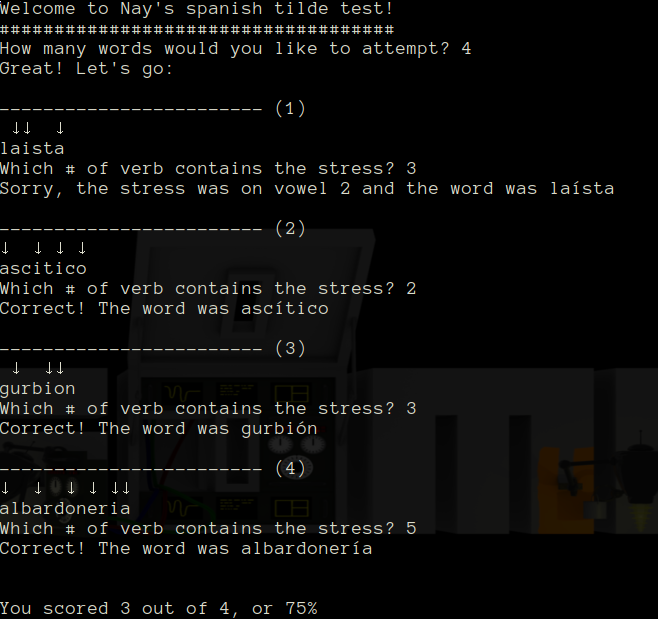 Welcome to Nay's spanish tilde test!
####################################
How many words would you like to attempt? 4
Great! Let's go:
------------------------ (1)
 ↓↓  ↓
laista
Which # of verb contains the stress? 3
Sorry, the stress was on vowel 2 and the word was laísta
------------------------ (2)
↓  ↓ ↓ ↓
ascitico
Which # of verb contains the stress? 2
Correct! The word was ascítico
------------------------ (3)
 ↓  ↓↓
gurbion
Which # of verb contains the stress? 3
Correct! The word was gurbión
------------------------ (4)
↓  ↓  ↓ ↓ ↓↓
albardoneria
Which # of verb contains the stress? 5
Correct! The word was albardonería
You scored 3 out of 4, or 75%